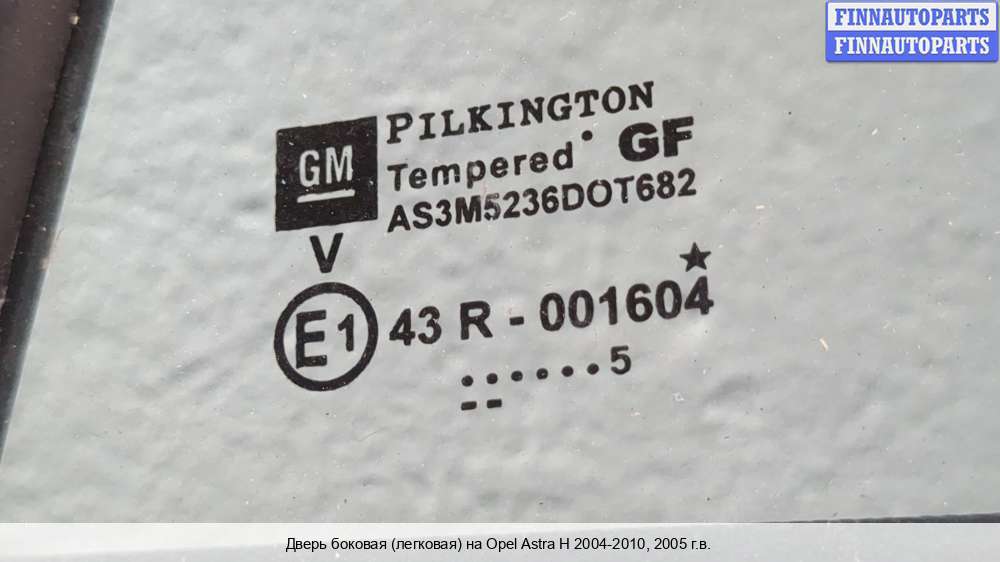 FINNAUTOPARTS
FINNAUTOPARTS
PILKINGTON
GM
Tempered GF
AS3M5236DOT682
V
E1 43 R - 001604
......5
Дверь боковая (легковая) на Opel Astra H 2004-2010, 2005 г.в.